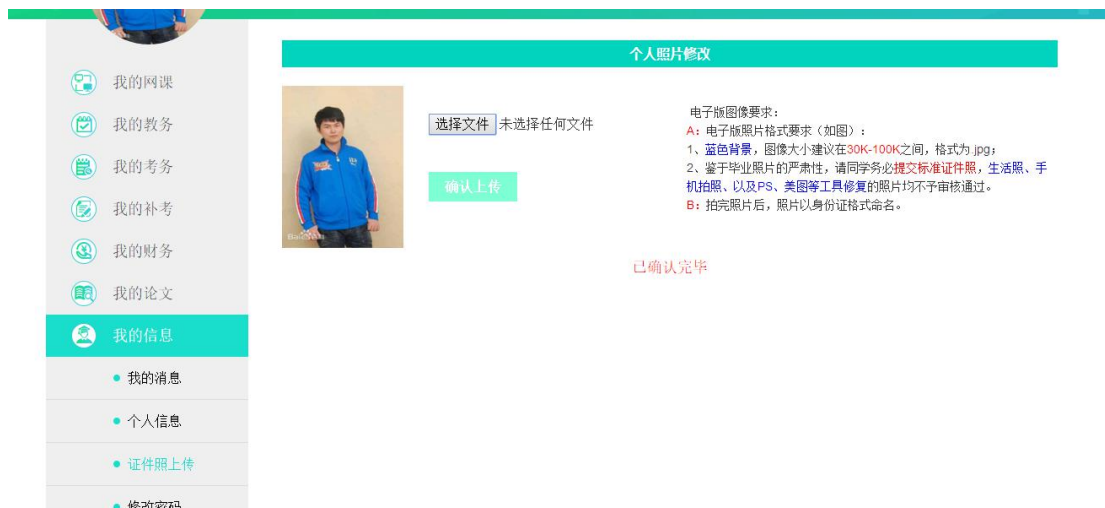 个人照片修改
我的网课
我的教务
我的考务
我的补考
我的财务
我的论文
我的信息
我的消息
个人信息
证件照上传
修改密码
选择文件 未选择任何文件
确认上传
电子版图像要求：
A：电子版照片格式要求（如图）：
1、蓝色背景，图像大小建议在30K-100K之间，格式为.jpg；
2、鉴于毕业照片的严肃性，请同学务必提交标准证件照，生活照、手
机拍照、以及PS、美图等工具修复的照片均不予审核通过。
B：拍完照片后，照片以身份证格式命名。
已确认完毕